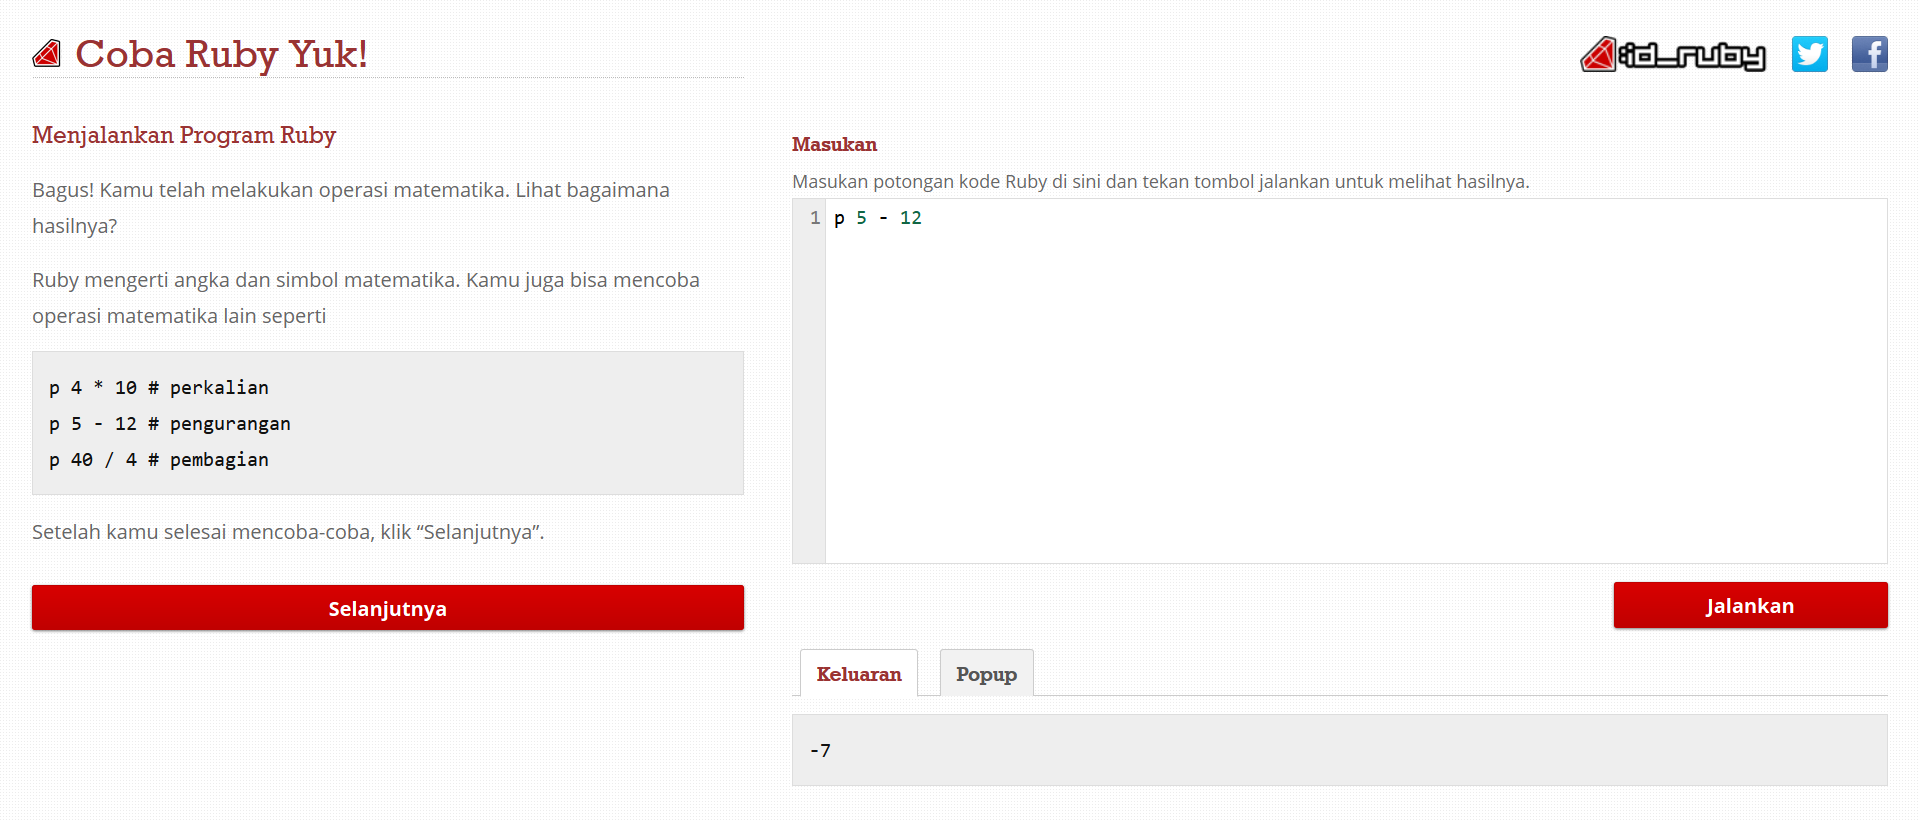 Coba Ruby Yuk!
:id_ruby
Menjalankan Program Ruby
Bagus! Kamu telah melakukan operasi matematika. Lihat bagaimana
hasilnya?
Ruby mengerti angka dan simbol matematika. Kamu juga bisa mencoba
operasi matematika lain seperti
p 4 * 10 # perkalian
p 5 - 12 # pengurangan
p 40 / 4 # pembagian
Setelah kamu selesai mencoba-coba, klik “Selanjutnya”.
Selanjutnya
Masukan
Masukan potongan kode Ruby di sini dan tekan tombol jalankan untuk melihat hasilnya.
1 p 5 - 12
Jalankan
Keluaran Popup
-7